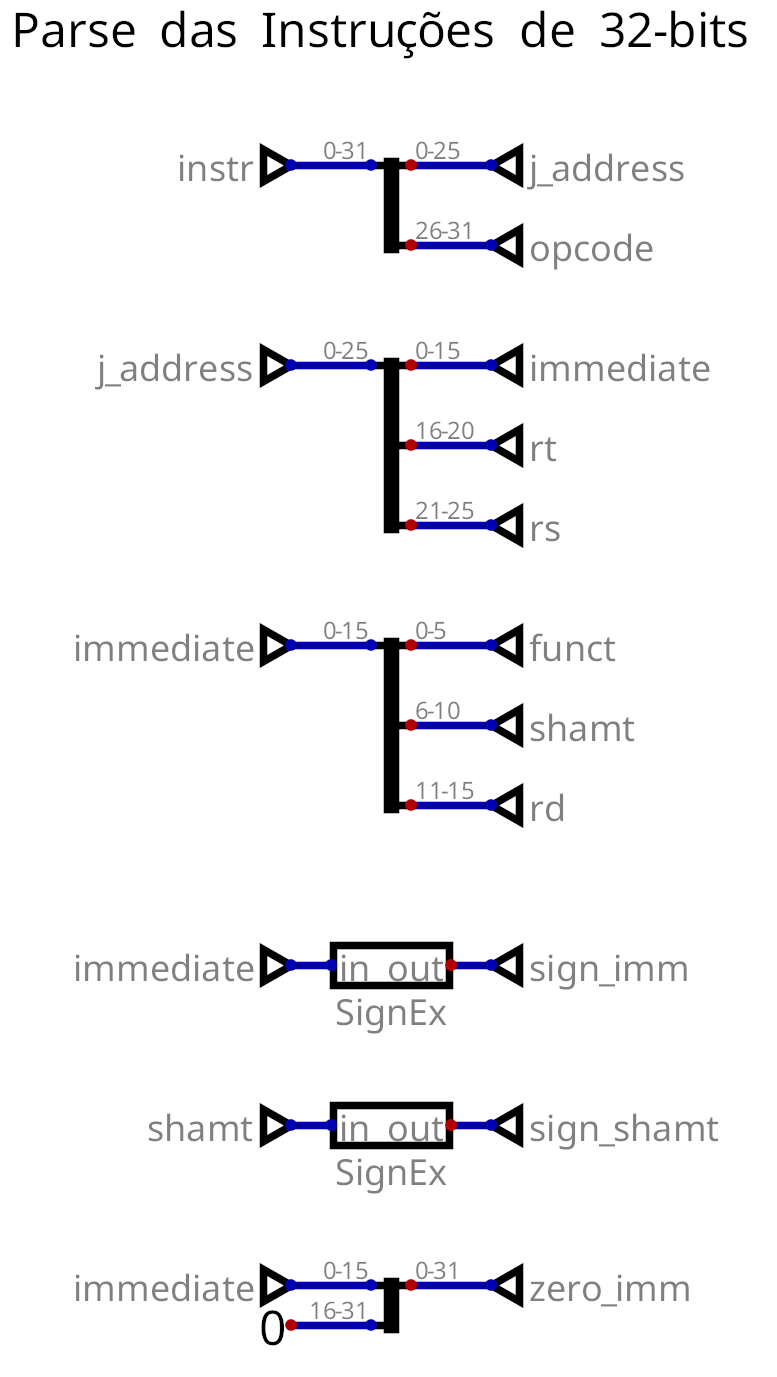 Parse das Instruções de 32-bits
instr 0-31 0-25 j_address
26-31 opcode
j_address 0-25 0-15 immediate
16-20 rt
21-25 rs
immediate 0-15 0-5 funct
6-10 shamt
11-15 rd
immediate in out sign_imm
SignEx
shamt in out sign_shamt
SignEx
immediate 0-15 0-31 zero_imm
0 16-31